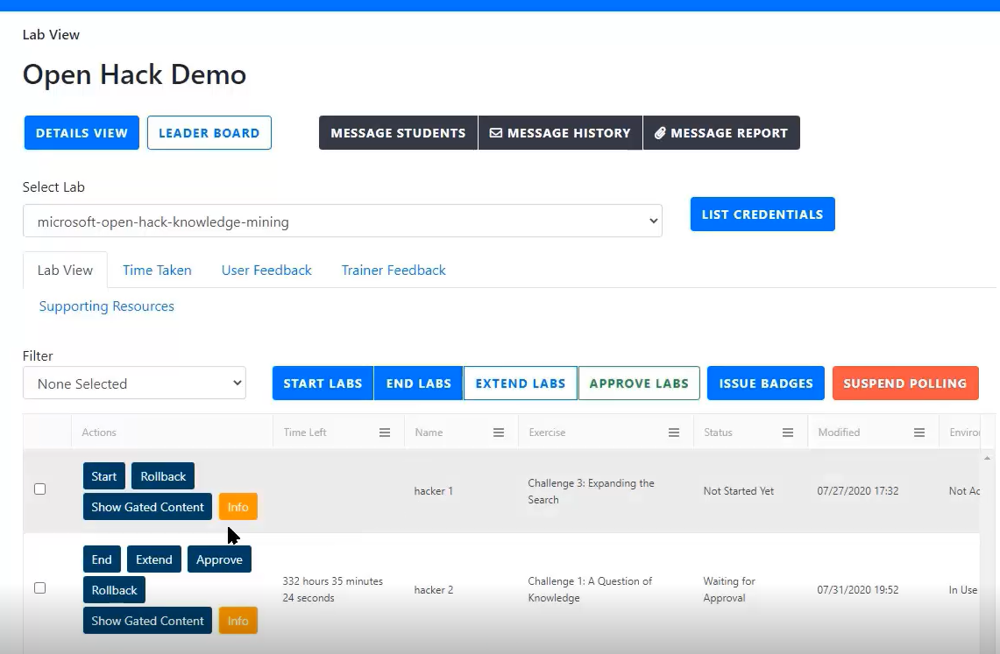 Lab View
Open Hack Demo
DETAILS VIEW
LEADER BOARD
MESSAGE STUDENTS
MESSAGE HISTORY
MESSAGE REPORT
Select Lab
microsoft-open-hack-knowledge-mining
LIST CREDENTIALS
Lab View
Time Taken
User Feedback
Trainer Feedback
Supporting Resources
Filter
None Selected
START LABS
END LABS
EXTEND LABS
APPROVE LABS
ISSUE BADGES
SUSPEND POLLING
Actions
Time Left
Name
Exercise
Status
Modified
Enviro
Start
Rollback
Show Gated Content
Info
hacker 1
Challenge 3: Expanding the
Search
Not Started Yet
07/27/2020 17:32
Not Ac
End
Extend
Approve
Rollback
Show Gated Content
Info
332 hours 35 minutes
24 seconds
hacker 2
Challenge 1: A Question of
Knowledge
Waiting for
Approval
07/31/2020 19:52
In Use